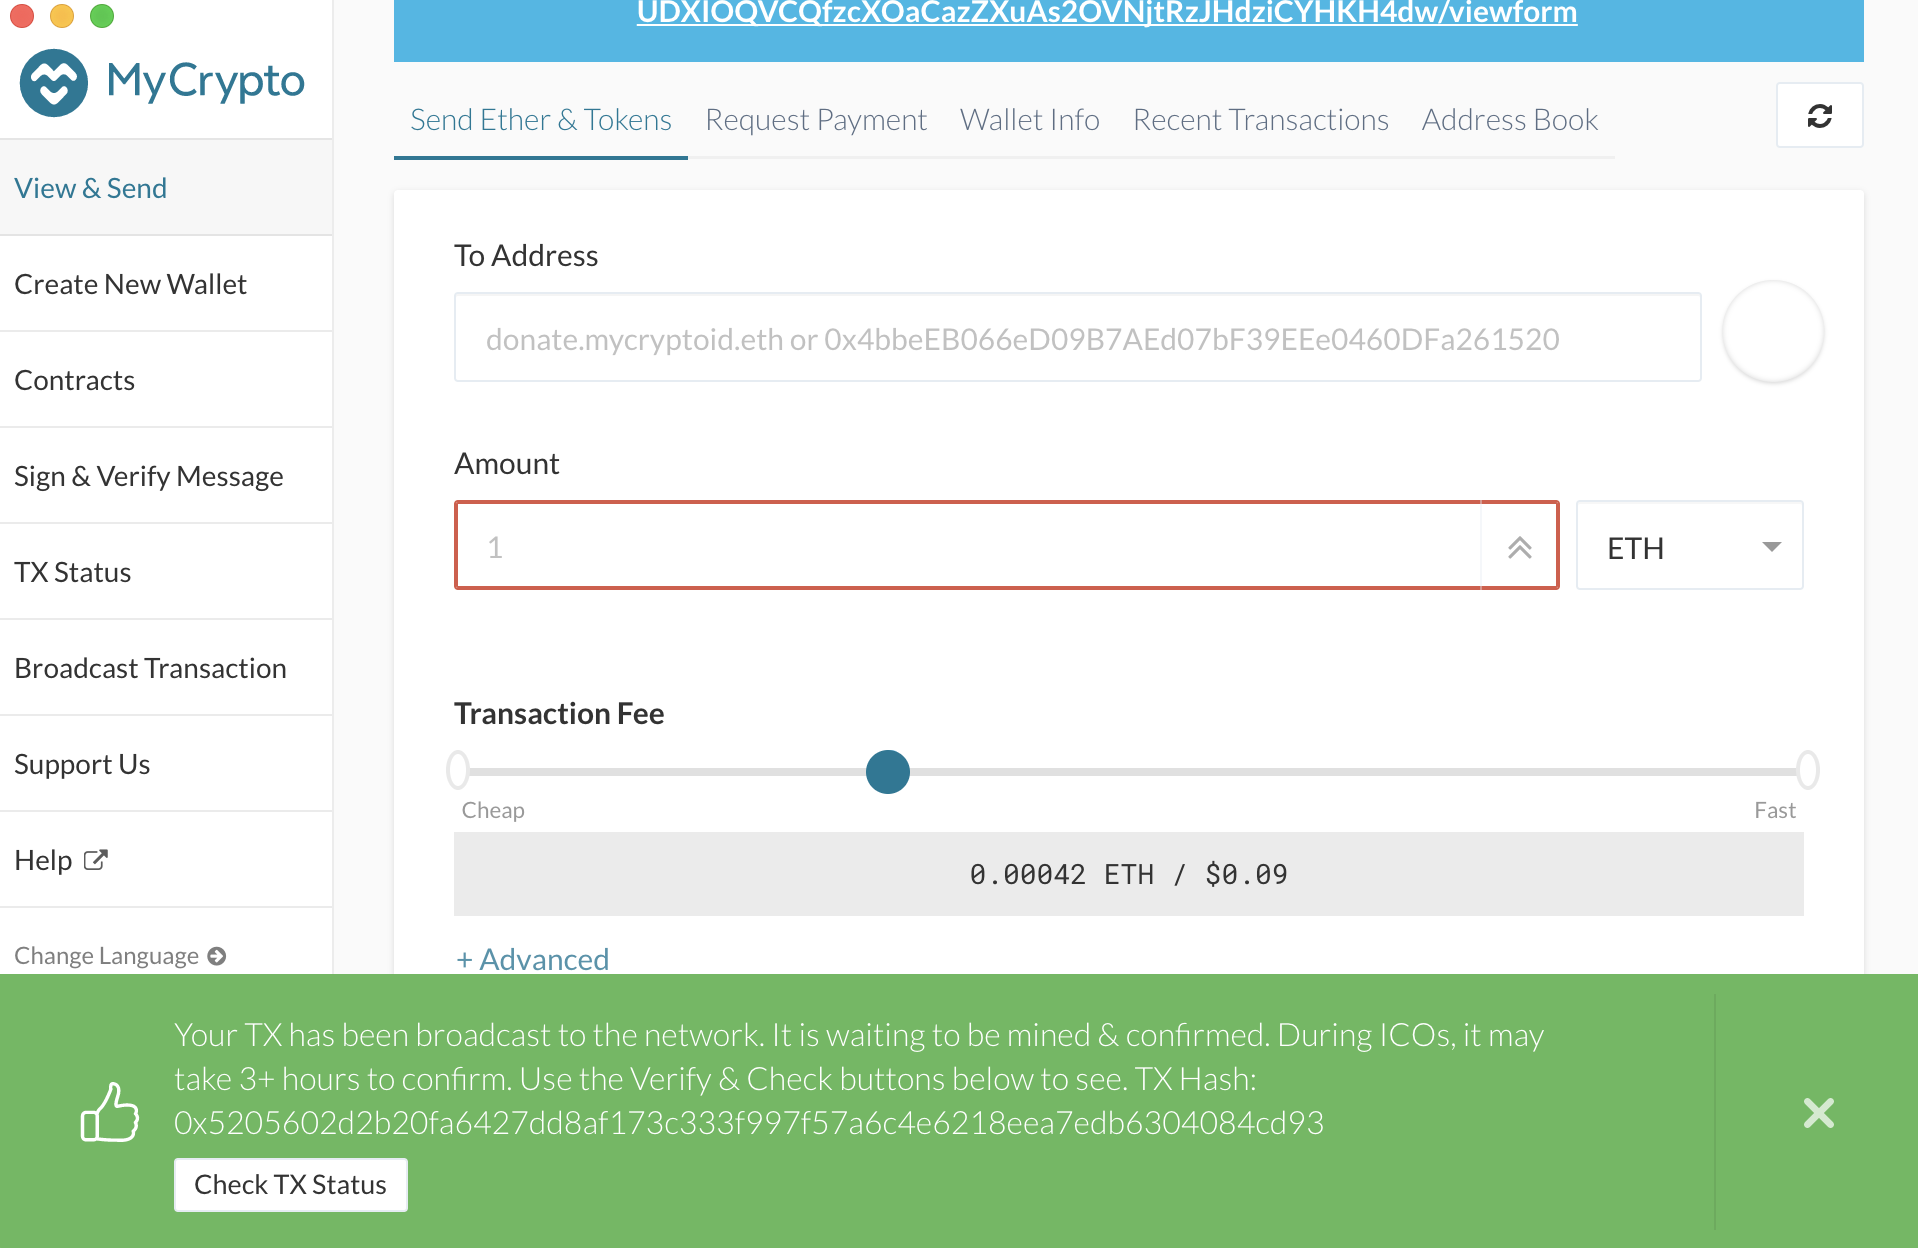 UDXIOQVCQfzcXOaCazZXuAs2OVNjtRzJHdziCYHKH4dw/viewform
MyCrypto
Send Ether & Tokens
Request Payment
Wallet Info
Recent Transactions
Address Book
View & Send
Create New Wallet
Contracts
Sign & Verify Message
TX Status
Broadcast Transaction
Support Us
Help
Change Language
To Address
donate.mycryptoid.eth or 0x4bbeEB066eD09B7AEd07bF39EEe0460DFa261520
Amount
1
ETH
Transaction Fee
Cheap
Fast
0.00042 ETH / $0.09
+ Advanced
Your TX has been broadcast to the network. It is waiting to be mined & confirmed. During ICOs, it may
take 3+ hours to confirm. Use the Verify & Check buttons below to see. TX Hash:
0x5205602d2b20fa6427dd8af173c333f997f57a6c4e6218eea7edb6304084cd93
Check TX Status